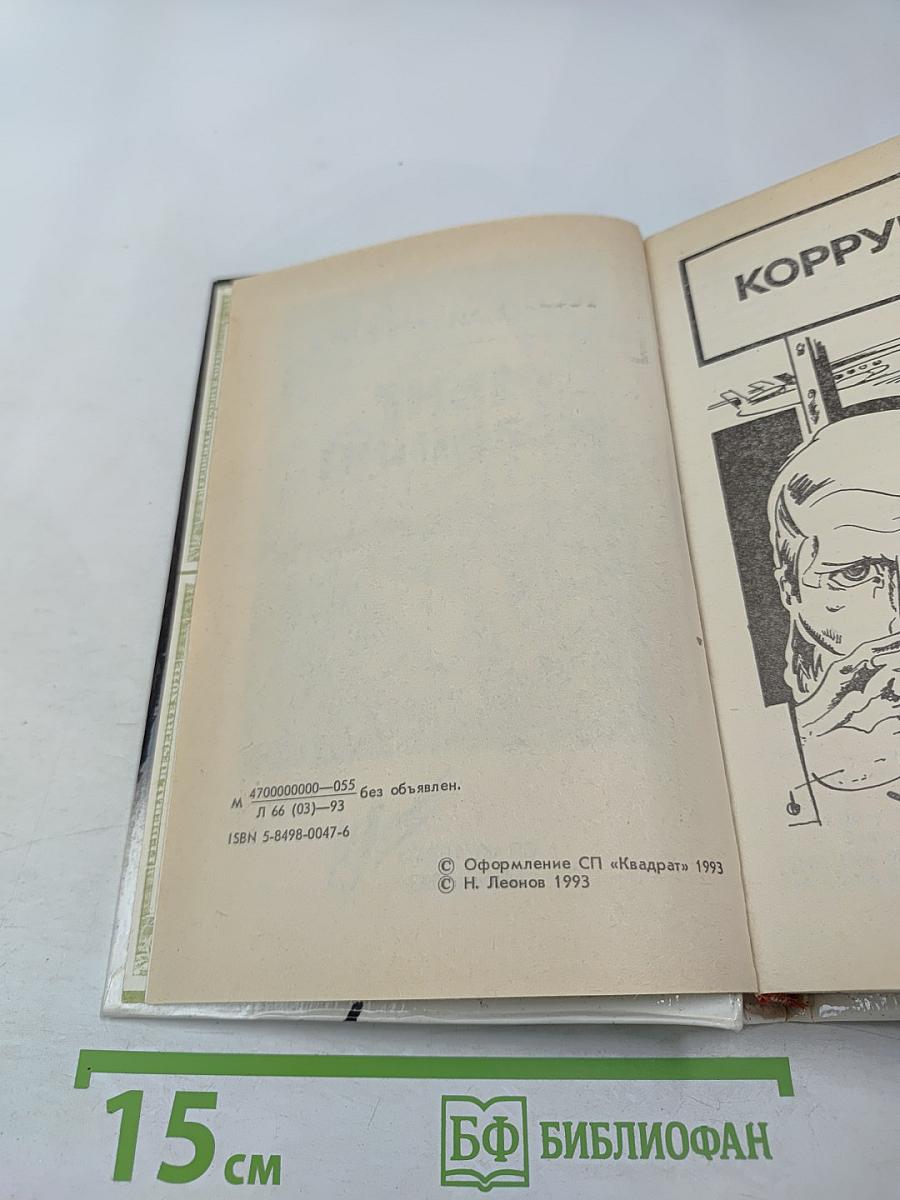 КОРРУ
М 4700000000—055 без объявлен.
Л 66 (03)—93
ISBN 5-8498-0047-6
© Оформление СП «Квадрат» 1993
© Н. Леонов 1993
15 см
БФ БИБЛИОФАН